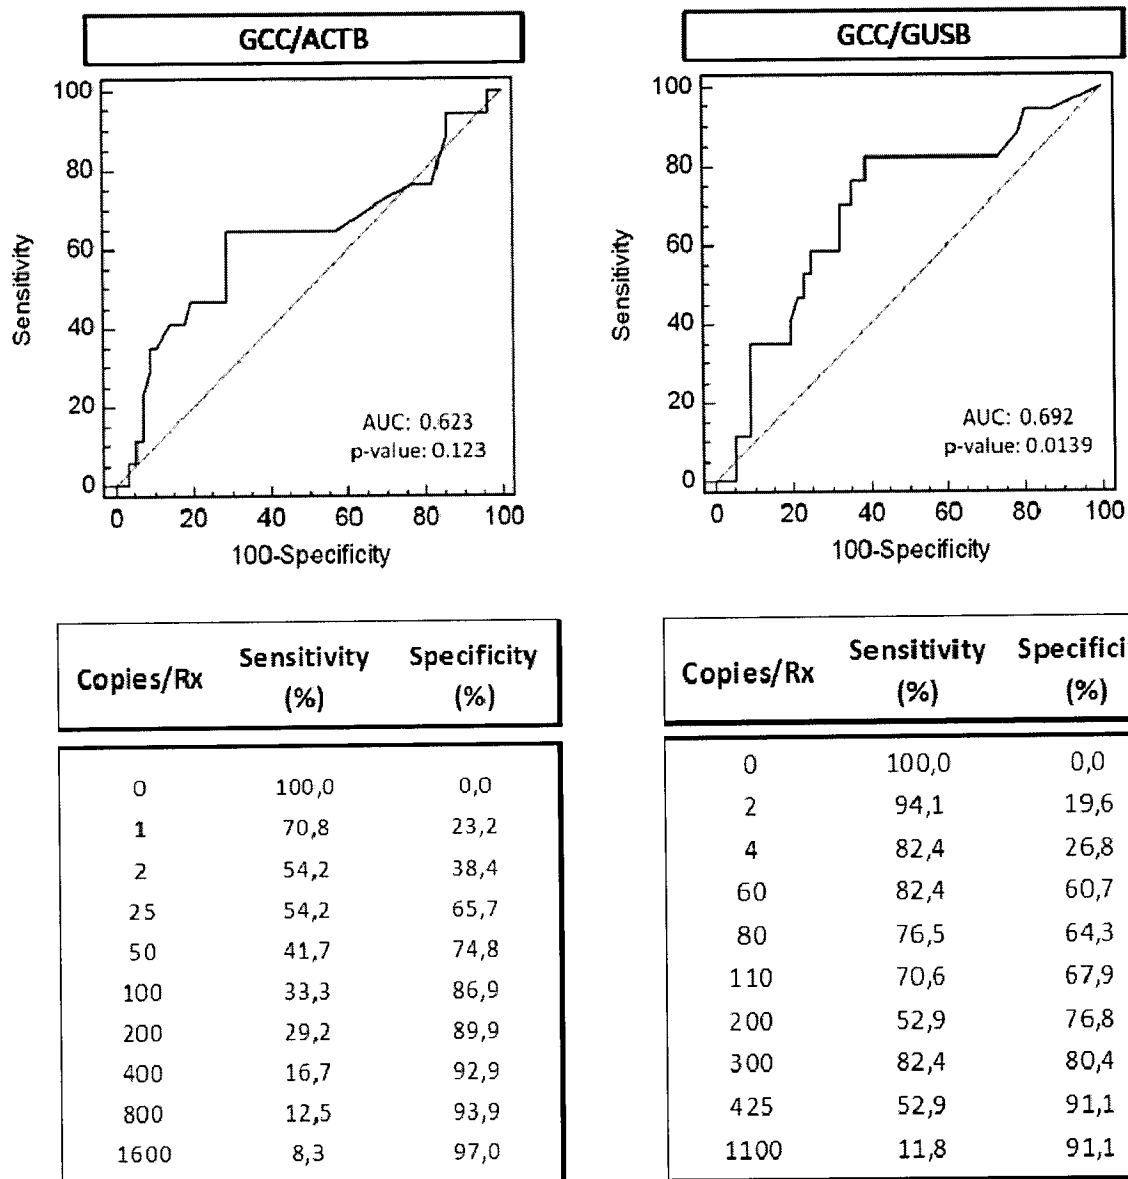 GCC/ACTB
100
80
60
40
20
0
Sensitivity
AUC: 0.623
p-value: 0.123
0 20 40 60 80 100
100-Specificity
GCC/GUSB
100
80
60
40
20
0
Sensitivity
AUC: 0.692
p-value: 0.0139
0 20 40 60 80 100
100-Specificity
Copies/Rx Sensitivity (%) Specificity (%)
0 100,0 0,0
1 70,8 23,2
2 54,2 38,4
25 54,2 65,7
50 41,7 74,8
100 33,3 86,9
200 29,2 89,9
400 16,7 92,9
800 12,5 93,9
1600 8,3 97,0
Copies/Rx Sensitivity (%) Specifici (%)
0 100,0 0,0
2 94,1 19,6
4 82,4 26,8
60 82,4 60,7
80 76,5 64,3
110 70,6 67,9
200 52,9 76,8
300 82,4 80,4
425 52,9 91,1
1100 11,8 91,1